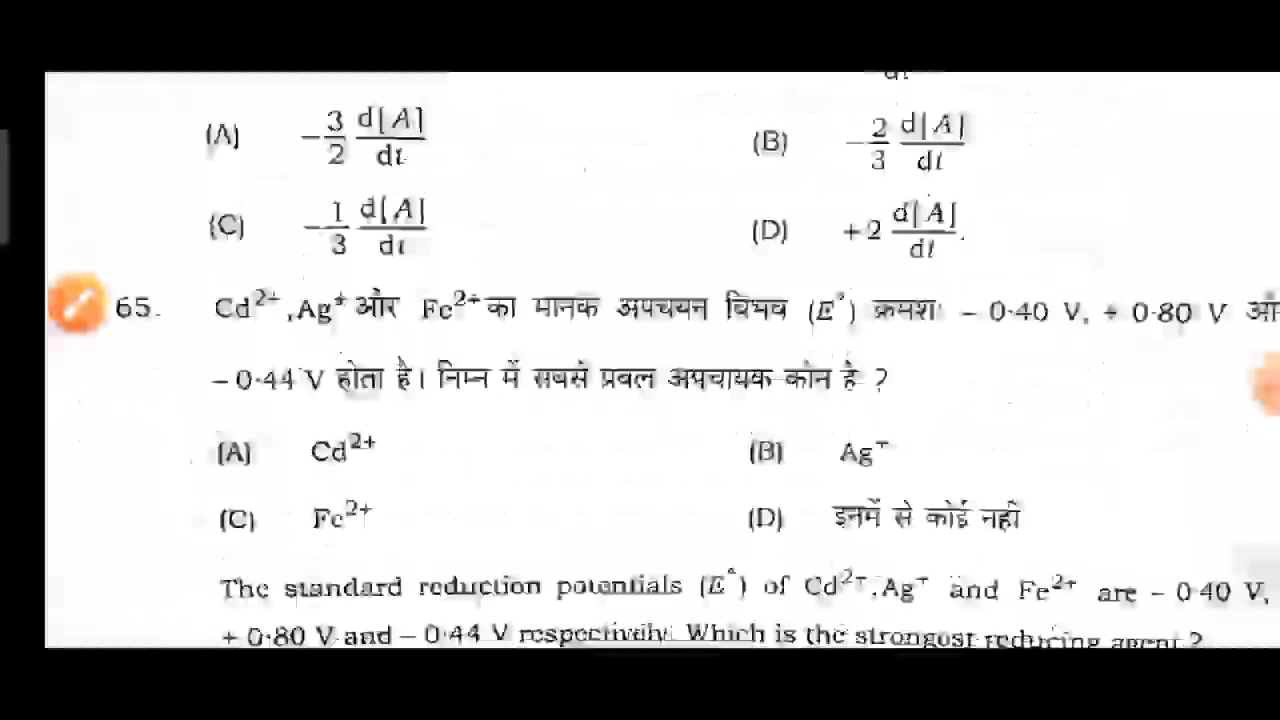 (A) −3/2 d[A]/dt (B) −2/3 d[A]/dt
(C) −1/3 d[A]/dt (D) +2 d[A]/dt.
65. Cd²⁺, Ag⁺ और Fe²⁺ का मानक अपचयन विभव (E°) क्रमशः − 0·40 V, + 0·80 V
− 0·44 V होता है। निम्न में सबसे प्रबल अपचायक कौन है ?
(A) Cd²⁺ (B) Ag⁺
(C) Fe²⁺ (D) इनमें से कोई नहीं
The standard reduction potentials (E°) of Cd²⁺, Ag⁺ and Fe²⁺ are − 0·40 V,
+ 0·80 V and − 0·44 V respectively. Which is the strongest reducing agent ?